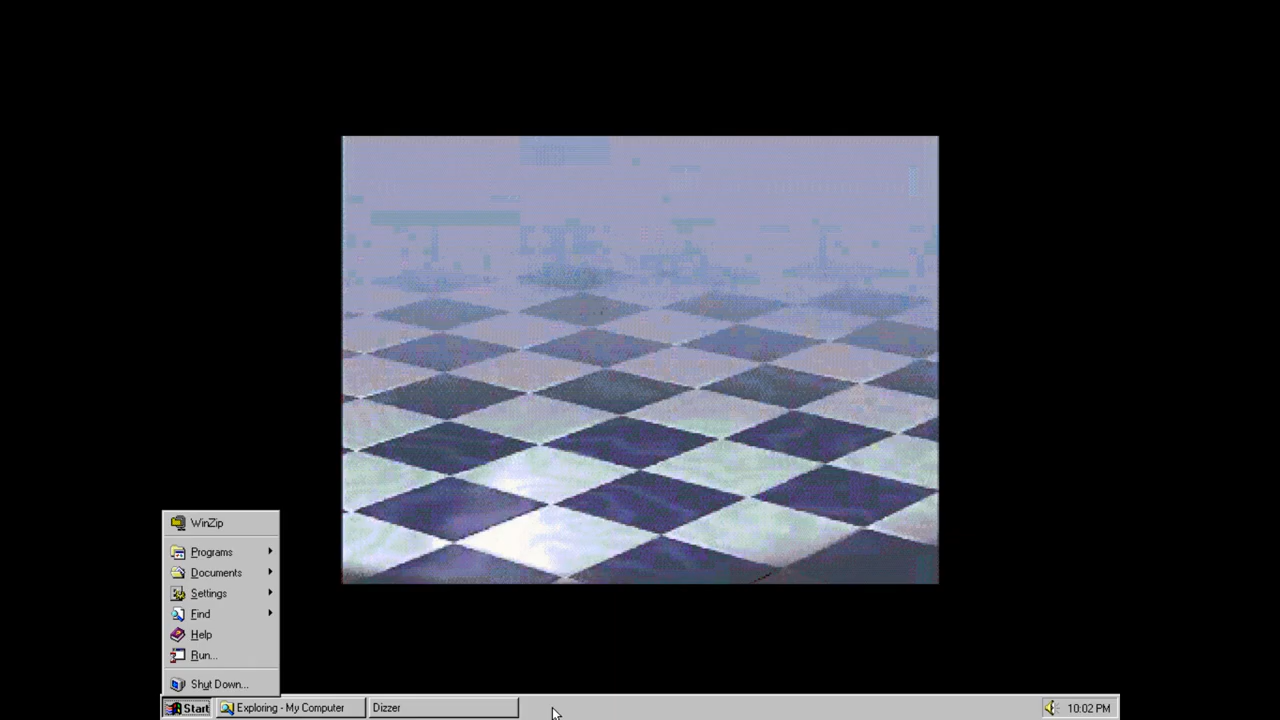 WinZip
Programs
Documents
Settings
Find
Help
Run...
Shut Down...
Start
Exploring - My Computer
Dizzer
10:02 PM